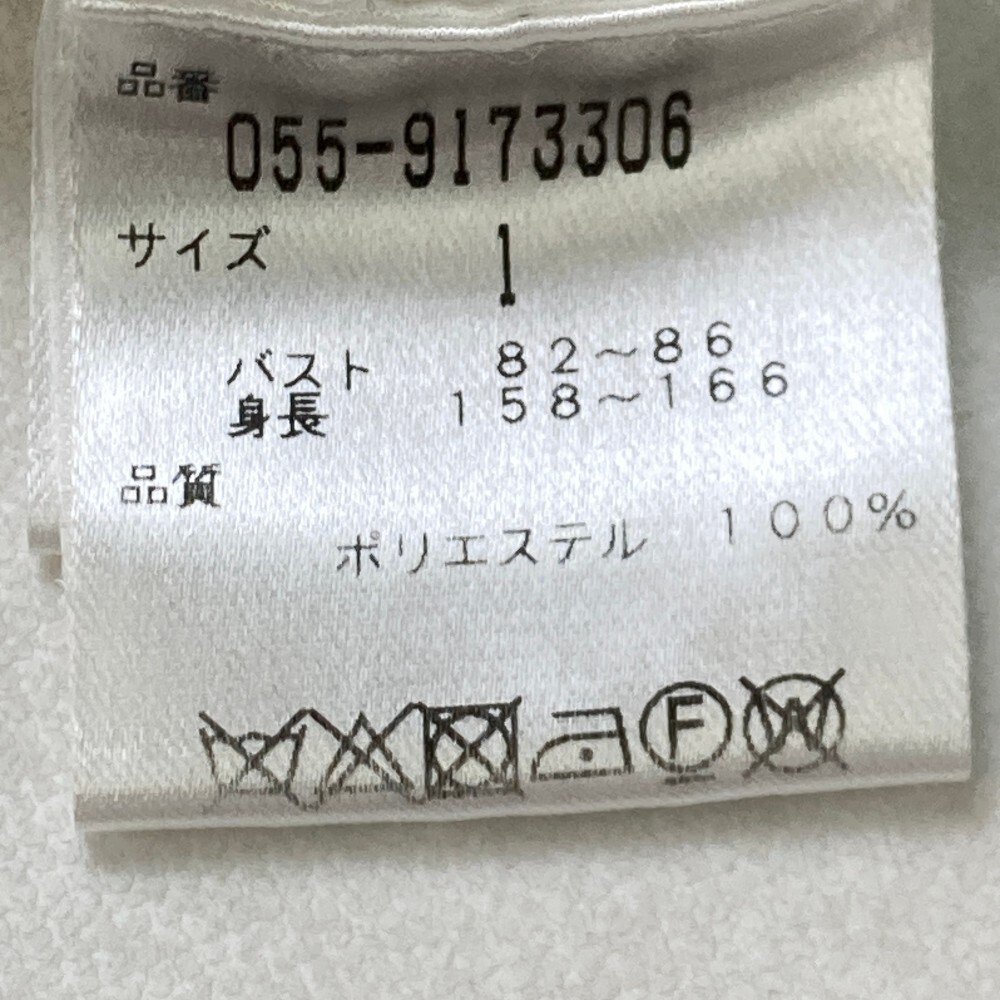 品番
055-9173306
サイズ 1
バスト 82～86
身長 158～166
品質
ポリエステル 100%
F W